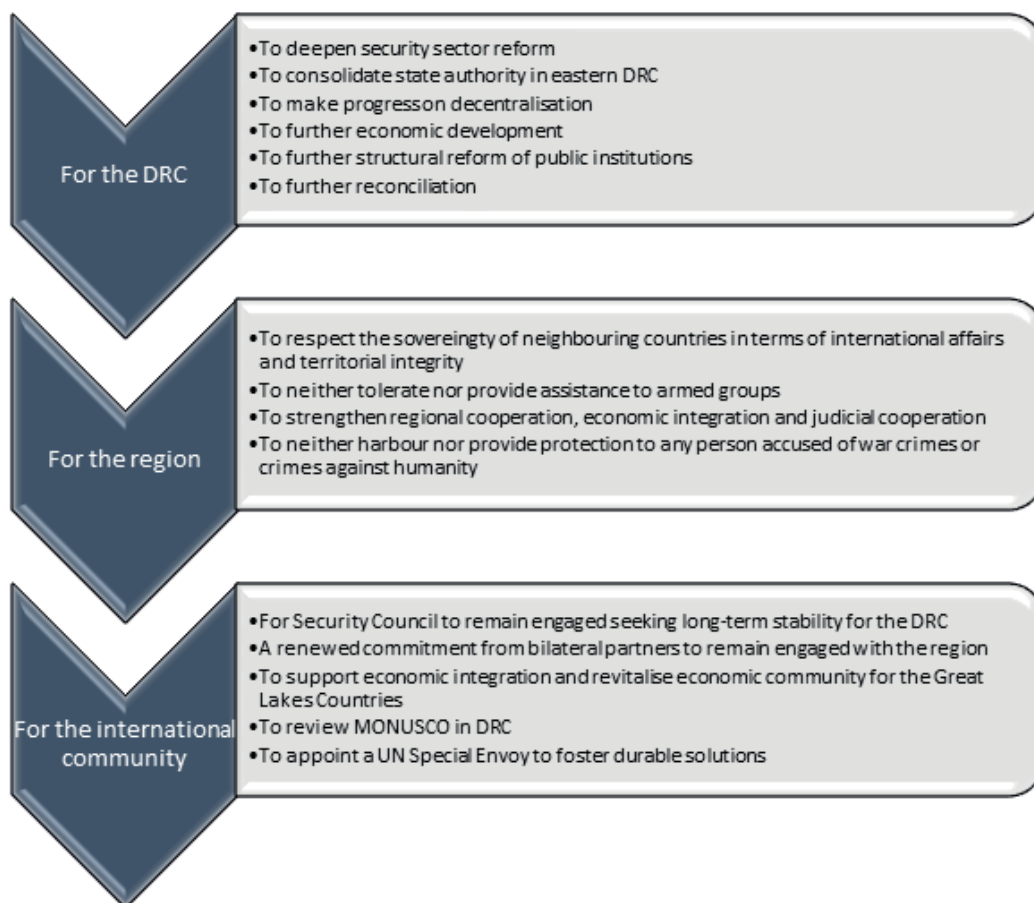 For the DRC
•To deepen security sector reform
•To consolidate state authority in eastern DRC
•To make progresson decentralisation
•To further economic development
•To further structural reform of public institutions
•To further reconciliation
For the region
•To respect the sovereingty of neighbouring countries in terms of international affairs
and territorial integrity
•To neither tolerate nor provide assistance to armed groups
•To strengthen regional cooperation, economic integration and judicial cooperation
•To neither harbour nor provide protection to any person accused of war crimes or
crimes against humanity
For the international
community
•For Security Council to remain engaged seeking long-term stability for the DRC
•A renewed commitment from bilateral partners to remain engaged with the region
•To support economic integration and revitalise economic community for the Great
Lakes Countries
•To review MONUSCO in DRC
•To appoint a UN Special Envoy to foster durable solutions